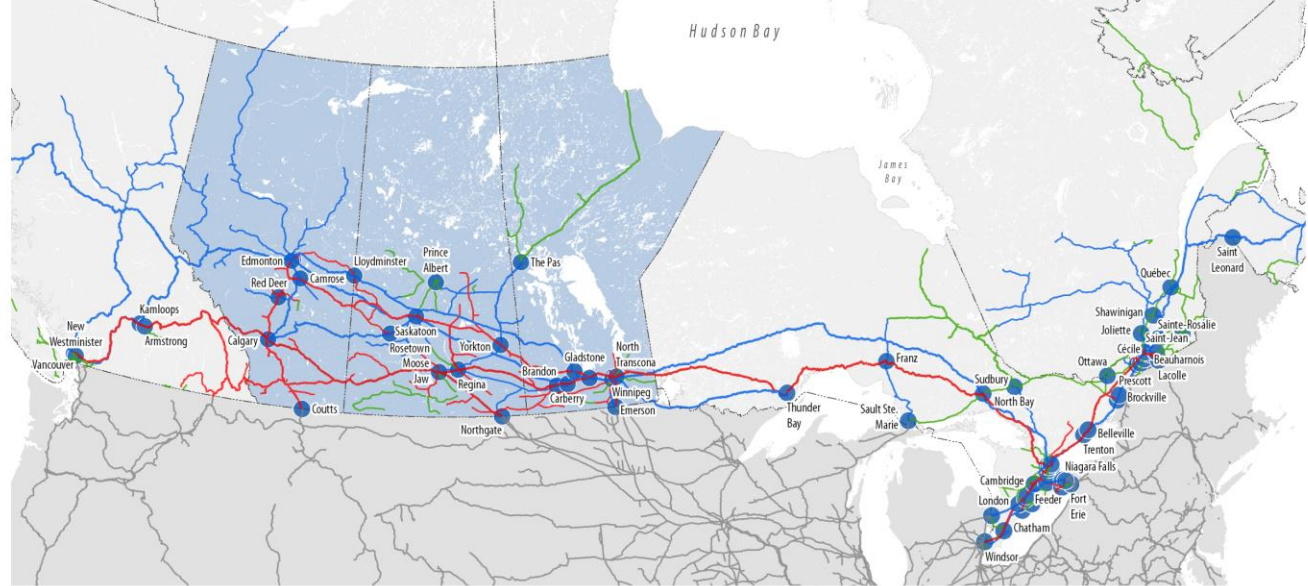 Hudson Bay
James
Bay
Edmonton
Lloydminster
Prince
Albert
The Pas
Red Deer
Camrose
New
Westminister
Kamloops
Armstrong
Vancouver
Calgary
Saskatoon
Rosetown
Yorkton
Moose
Jaw
Regina
Brandon
Gladstone
North
Transcona
Carberry
Winnipeg
Emerson
Coutts
Northgate
Thunder
Bay
Franz
Sault Ste.
Marie
Sudbury
North Bay
Ottawa
Québec
Saint
Leonard
Shawinigan
Joliette
Sainte-Rosalie
Saint-Jean
Cécile
Beauharnois
Lacolle
Prescott
Brockville
Belleville
Trenton
Niagara Falls
Cambridge
London
Feeder
Fort
Erie
Chatham
Windsor